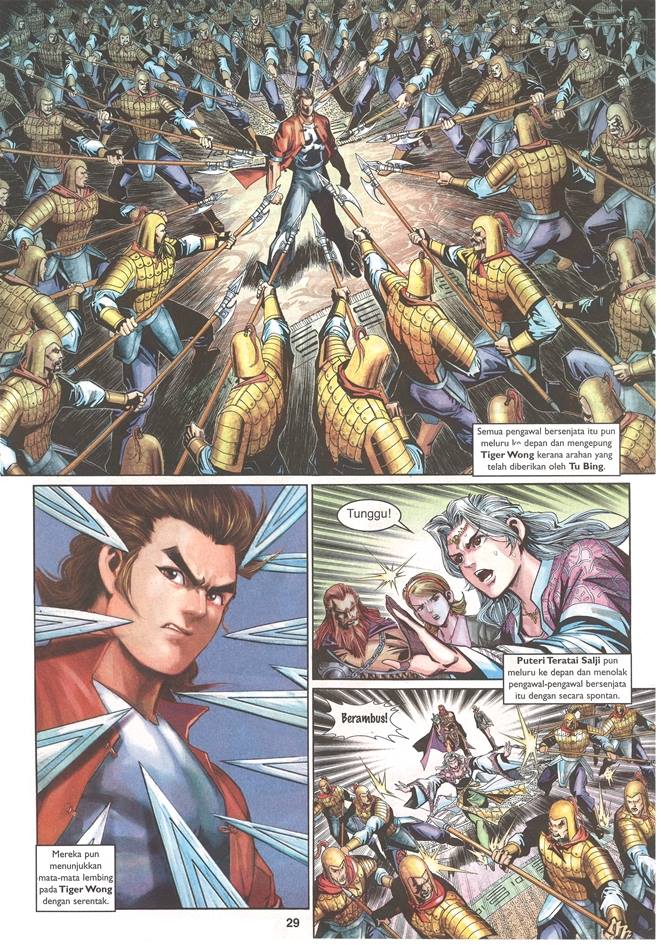 Semua pengawal bersenjata itu pun
meluru ke depan dan mengepung
Tiger Wong kerana arahan yang
telah diberikan oleh Tu Bing.
Mereka pun
menunjukkan
mata-mata lembing
pada Tiger Wong
dengan serentak.
Tunggu!
Puteri Teratai Salji pun
meluru ke depan dan menolak
pengawal-pengawal bersenjata
itu dengan secara spontan.
Berambus!
29